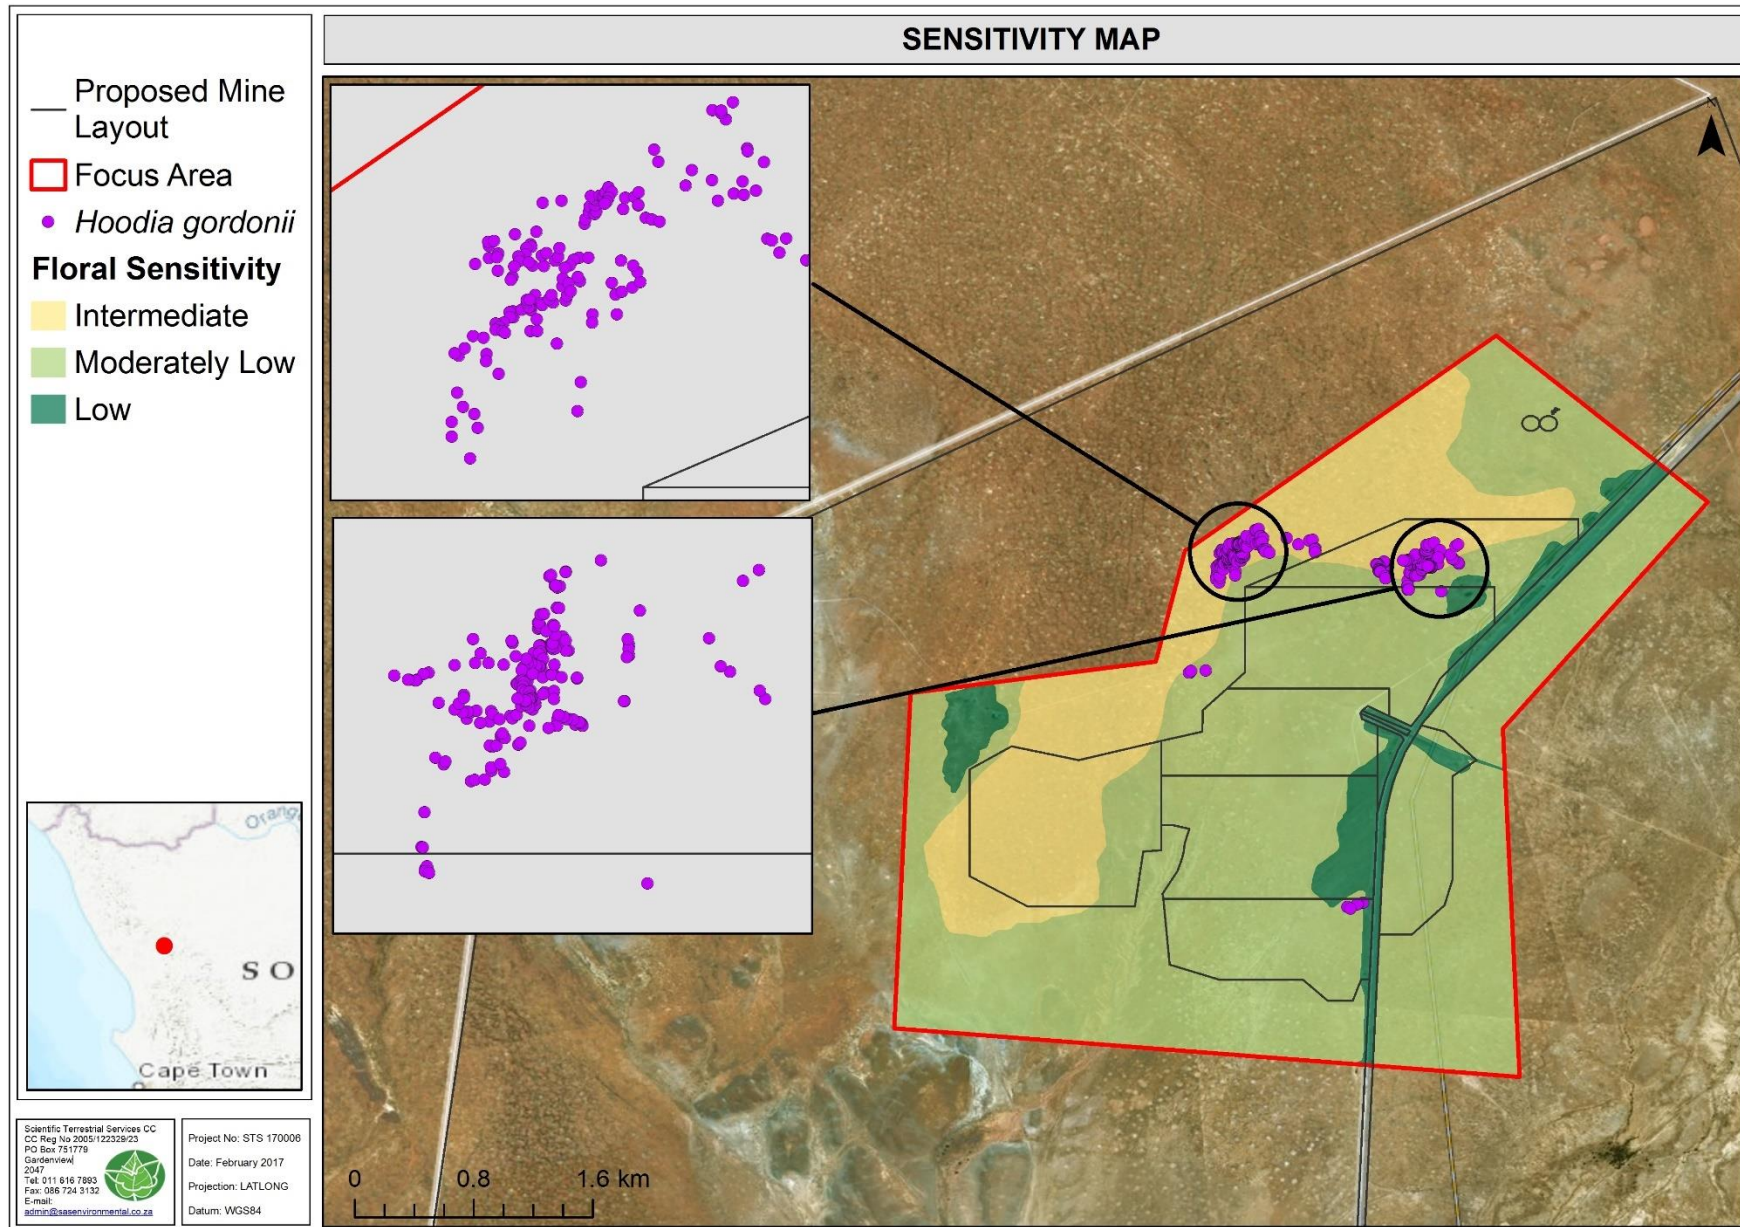 SENSITIVITY MAP
Proposed Mine
Layout
Focus Area
Hoodia gordonii
Floral Sensitivity
Intermediate
Moderately Low
Low
Orang
S O
Cape Town
Scientific Terrestrial Services CC
CC Reg No 2005/122329/23
PO Box 751779
Gardenview
2047
Tel: 011 616 7893
Fax: 086 724 3132
E-mail:
admin@sasenvironmental.co.za
Project No: STS 170006
Date: February 2017
Projection: LATLONG
Datum: WGS84
0 0.8 1.6 km